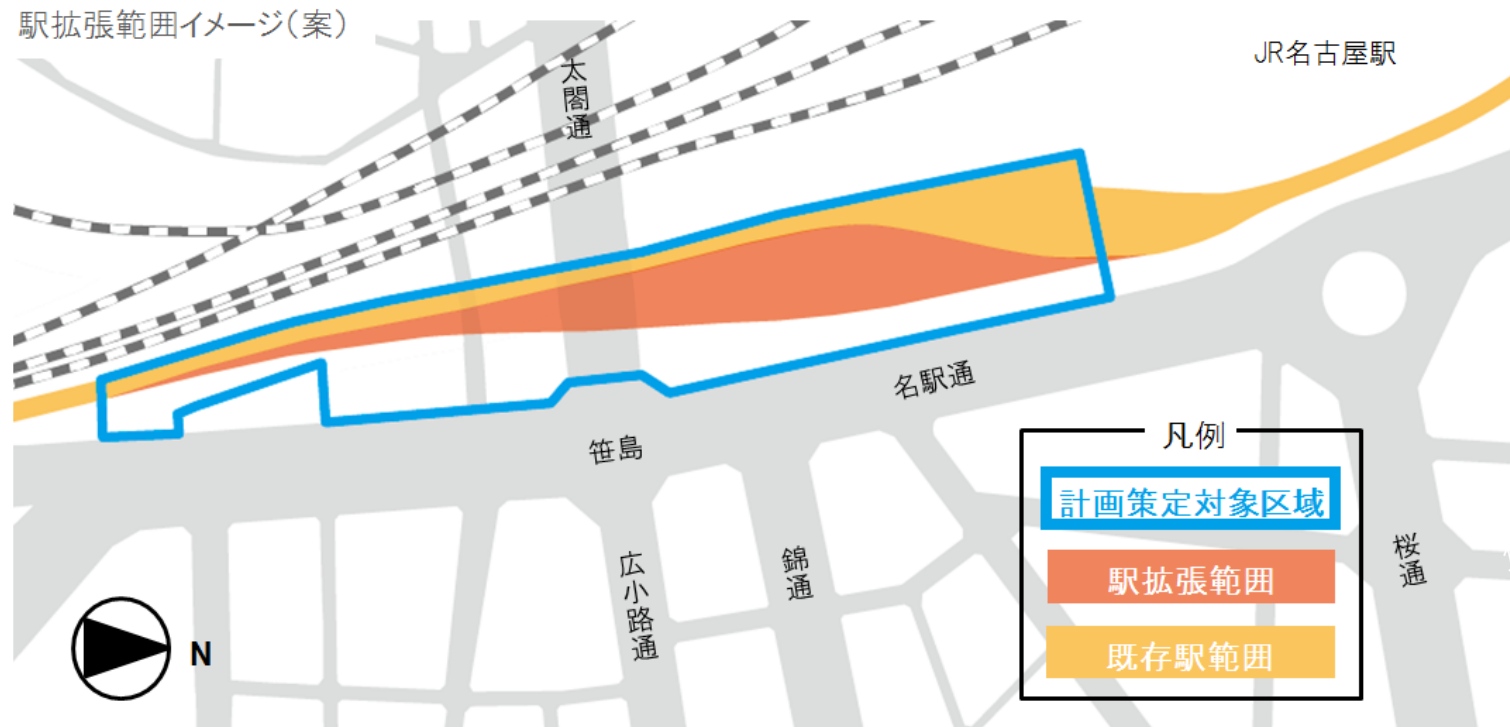 駅拡張範囲イメージ（案）
JR名古屋駅
太閤通
名駅通
笹島
広小路通
錦通
桜通
N
凡例
計画策定対象区域
駅拡張範囲
既存駅範囲